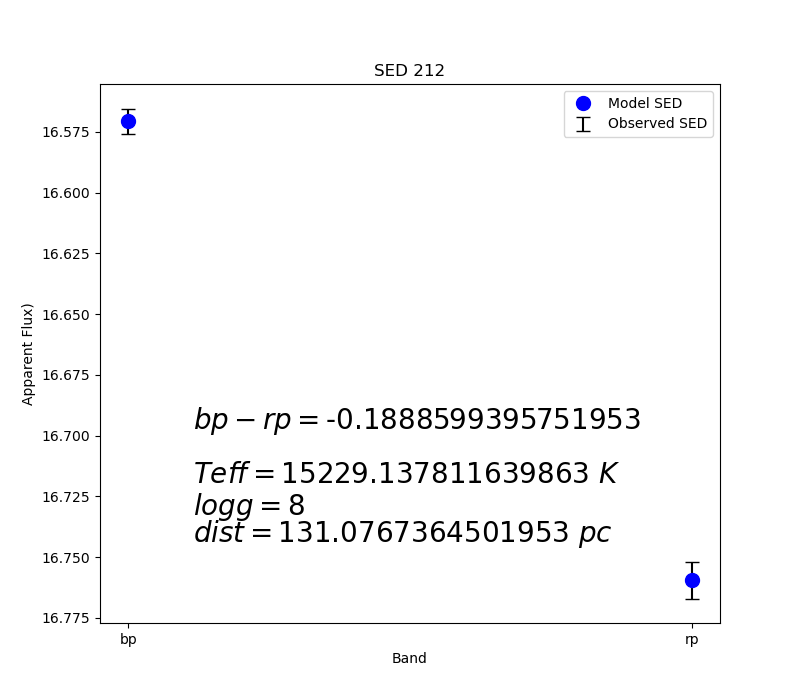 SED 212
Model SED
Observed SED
16.575
16.600
16.625
16.650
16.675
16.700
16.725
16.750
16.775
Apparent Flux)
bp − rp = -0.1888599395751953
Teff = 15229.137811639863 K
logg = 8
dist = 131.0767364501953 pc
bp
rp
Band